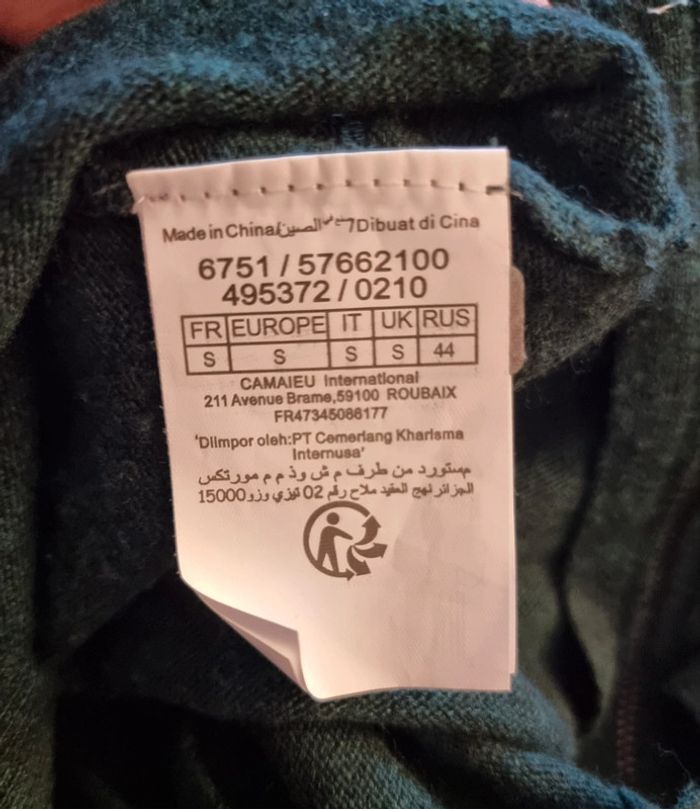 Made in China/صنع في الصين/Dibuat di Cina
6751 / 57662100
495372 / 0210
FR EUROPE IT UK RUS
S S S S 44
CAMAIEU International
211 Avenue Brame,59100 ROUBAIX
FR47345086177
'DIimpor oleh:PT Cemerlang Kharisma
Internusa'
مستورد من طرف م ش وذ م م مورتكس
الجزائر نهج العقيد ملاح رقم 02 تيزي وزو 15000